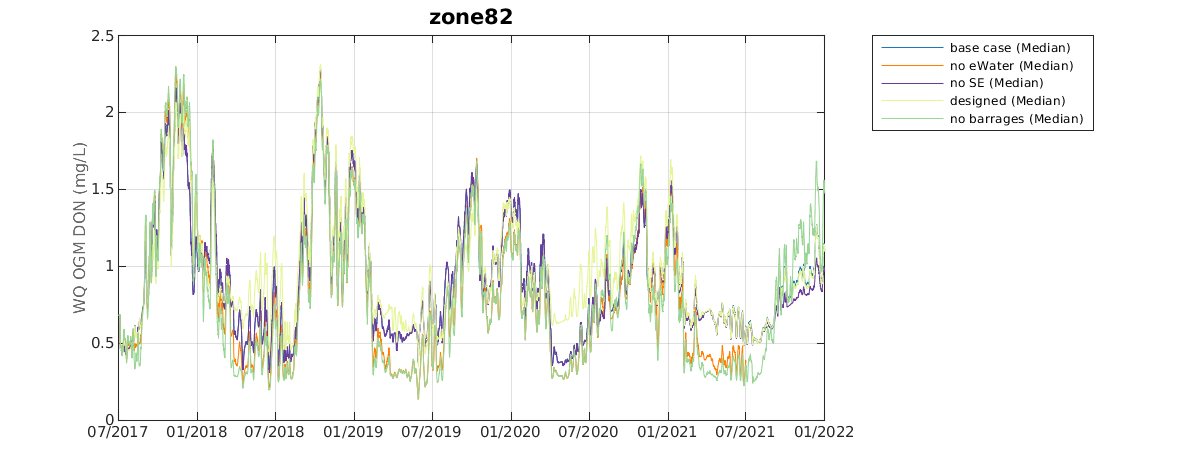 zone82
WQ OGM DON (mg/L)
2.5
2
1.5
1
0.5
0
07/2017 01/2018 07/2018 01/2019 07/2019 01/2020 07/2020 01/2021 07/2021 01/2022
base case (Median)
no eWater (Median)
no SE (Median)
designed (Median)
no barrages (Median)